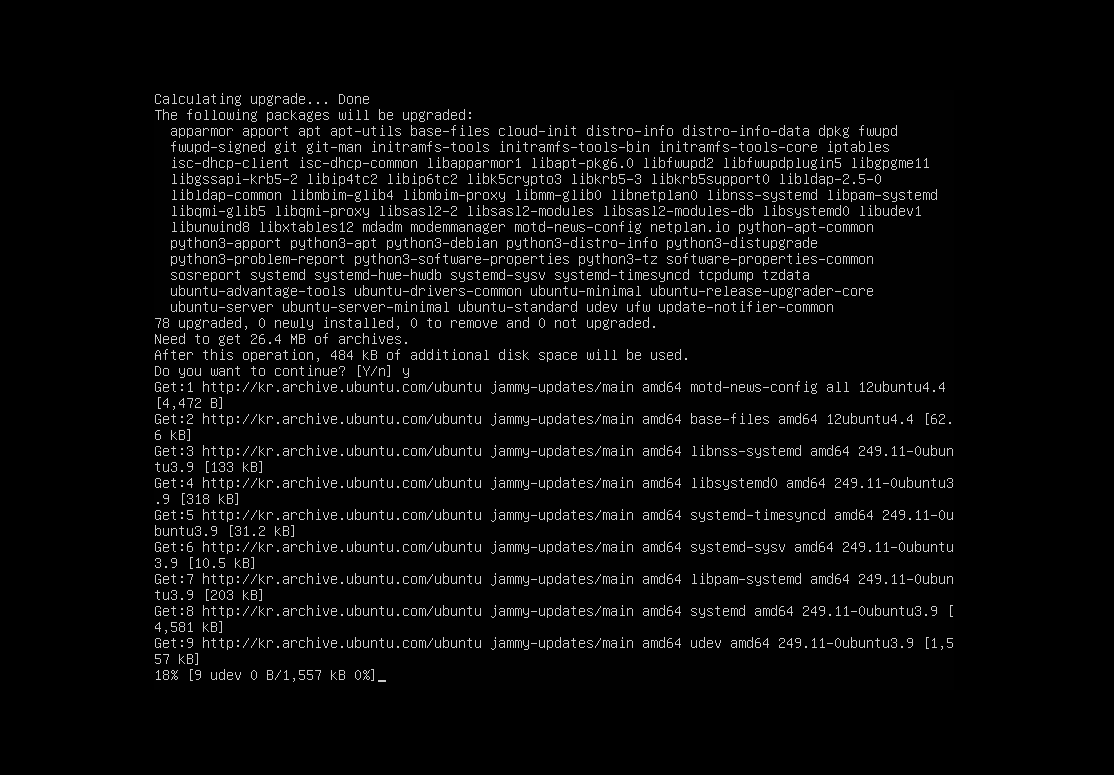 Calculating upgrade... Done
The following packages will be upgraded:
  apparmor apport apt apt-utils base-files cloud-init distro-info distro-info-data dpkg fwupd
  fwupd-signed git git-man initramfs-tools initramfs-tools-bin initramfs-tools-core iptables
  isc-dhcp-client isc-dhcp-common libapparmor1 libapt-pkg6.0 libfwupd2 libfwupdplugin5 libgpgme11
  libgssapi-krb5-2 libip4tc2 libip6tc2 libk5crypto3 libkrb5-3 libkrb5support0 libldap-2.5-0
  libldap-common libmbim-glib4 libmbim-proxy libmm-glib0 libnetplan0 libnss-systemd libpam-systemd
  libqmi-glib5 libqmi-proxy libsasl2-2 libsasl2-modules libsasl2-modules-db libsystemd0 libudev1
  libunwind8 libxtables12 mdadm modemmanager motd-news-config netplan.io python-apt-common
  python3-apport python3-apt python3-debian python3-distro-info python3-distupgrade
  python3-problem-report python3-software-properties python3-tz software-properties-common
  sosreport systemd systemd-hwe-hwdb systemd-sysv systemd-timesyncd tcpdump tzdata
  ubuntu-advantage-tools ubuntu-drivers-common ubuntu-minimal ubuntu-release-upgrader-core
  ubuntu-server ubuntu-server-minimal ubuntu-standard udev ufw update-notifier-common
78 upgraded, 0 newly installed, 0 to remove and 0 not upgraded.
Need to get 26.4 MB of archives.
After this operation, 484 kB of additional disk space will be used.
Do you want to continue? [Y/n] y
Get:1 http://kr.archive.ubuntu.com/ubuntu jammy-updates/main amd64 motd-news-config all 12ubuntu4.4
[4,472 B]
Get:2 http://kr.archive.ubuntu.com/ubuntu jammy-updates/main amd64 base-files amd64 12ubuntu4.4 [62.
6 kB]
Get:3 http://kr.archive.ubuntu.com/ubuntu jammy-updates/main amd64 libnss-systemd amd64 249.11-0ubun
tu3.9 [133 kB]
Get:4 http://kr.archive.ubuntu.com/ubuntu jammy-updates/main amd64 libsystemd0 amd64 249.11-0ubuntu3
.9 [318 kB]
Get:5 http://kr.archive.ubuntu.com/ubuntu jammy-updates/main amd64 systemd-timesyncd amd64 249.11-0u
buntu3.9 [31.2 kB]
Get:6 http://kr.archive.ubuntu.com/ubuntu jammy-updates/main amd64 systemd-sysv amd64 249.11-0ubuntu
3.9 [10.5 kB]
Get:7 http://kr.archive.ubuntu.com/ubuntu jammy-updates/main amd64 libpam-systemd amd64 249.11-0ubun
tu3.9 [203 kB]
Get:8 http://kr.archive.ubuntu.com/ubuntu jammy-updates/main amd64 systemd amd64 249.11-0ubuntu3.9 [
4,581 kB]
Get:9 http://kr.archive.ubuntu.com/ubuntu jammy-updates/main amd64 udev amd64 249.11-0ubuntu3.9 [1,5
57 kB]
18% [9 udev 0 B/1,557 kB 0%]_